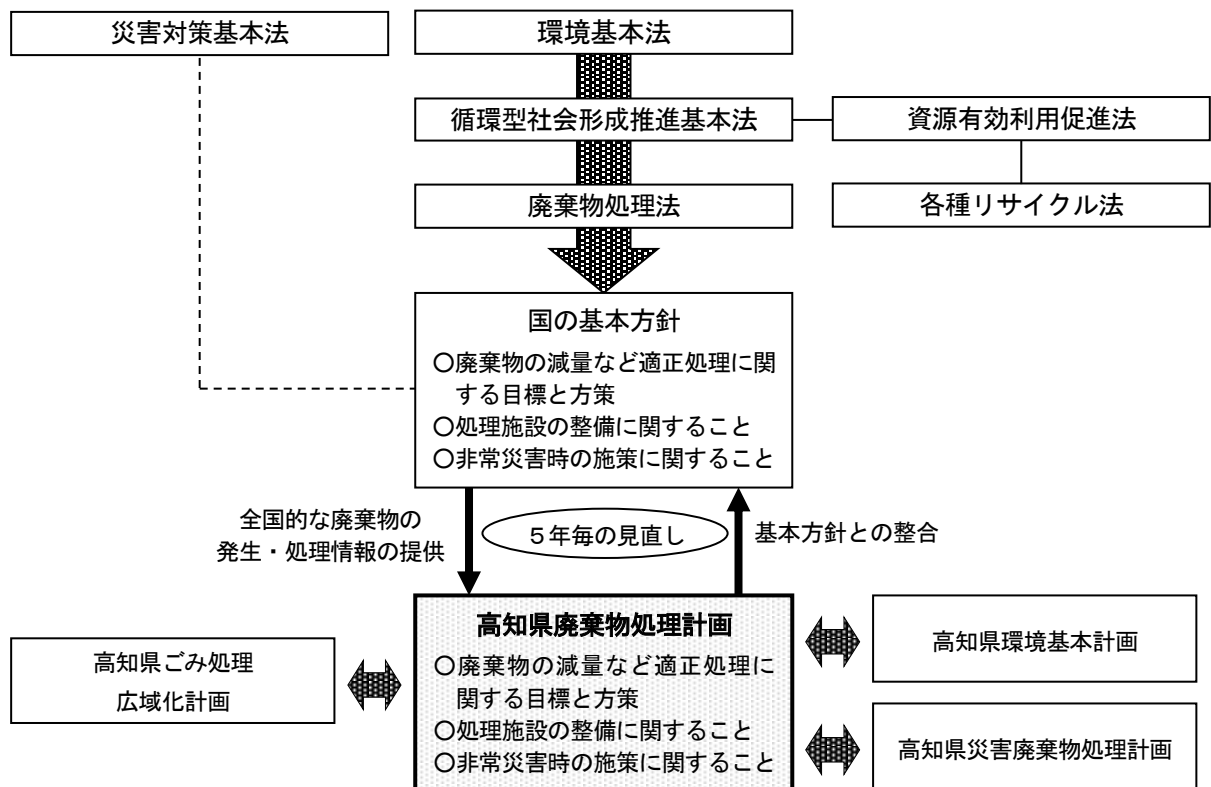 災害対策基本法
環境基本法
循環型社会形成推進基本法
資源有効利用促進法
廃棄物処理法
各種リサイクル法
国の基本方針
○廃棄物の減量など適正処理に関
する目標と方策
○処理施設の整備に関すること
○非常災害時の施策に関すること
全国的な廃棄物の
発生・処理情報の提供
５年毎の見直し
基本方針との整合
高知県廃棄物処理計画
○廃棄物の減量など適正処理に
関する目標と方策
○処理施設の整備に関すること
○非常災害時の施策に関すること
高知県ごみ処理
広域化計画
高知県環境基本計画
高知県災害廃棄物処理計画